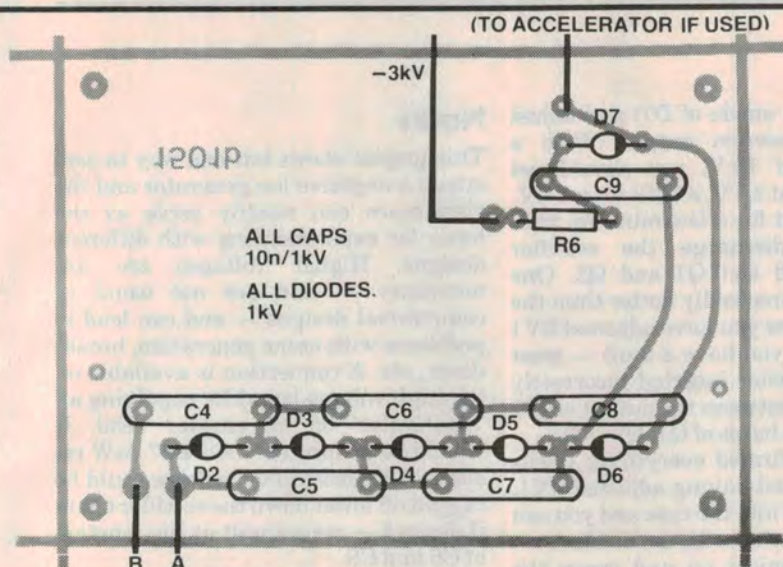 (TO ACCELERATOR IF USED)
−3kV
D7
C9
R6
ALL CAPS
10n/1kV
ALL DIODES.
1kV
C4 C6 C8
D3 D5
D2 D4 D6
C5 C7
B A